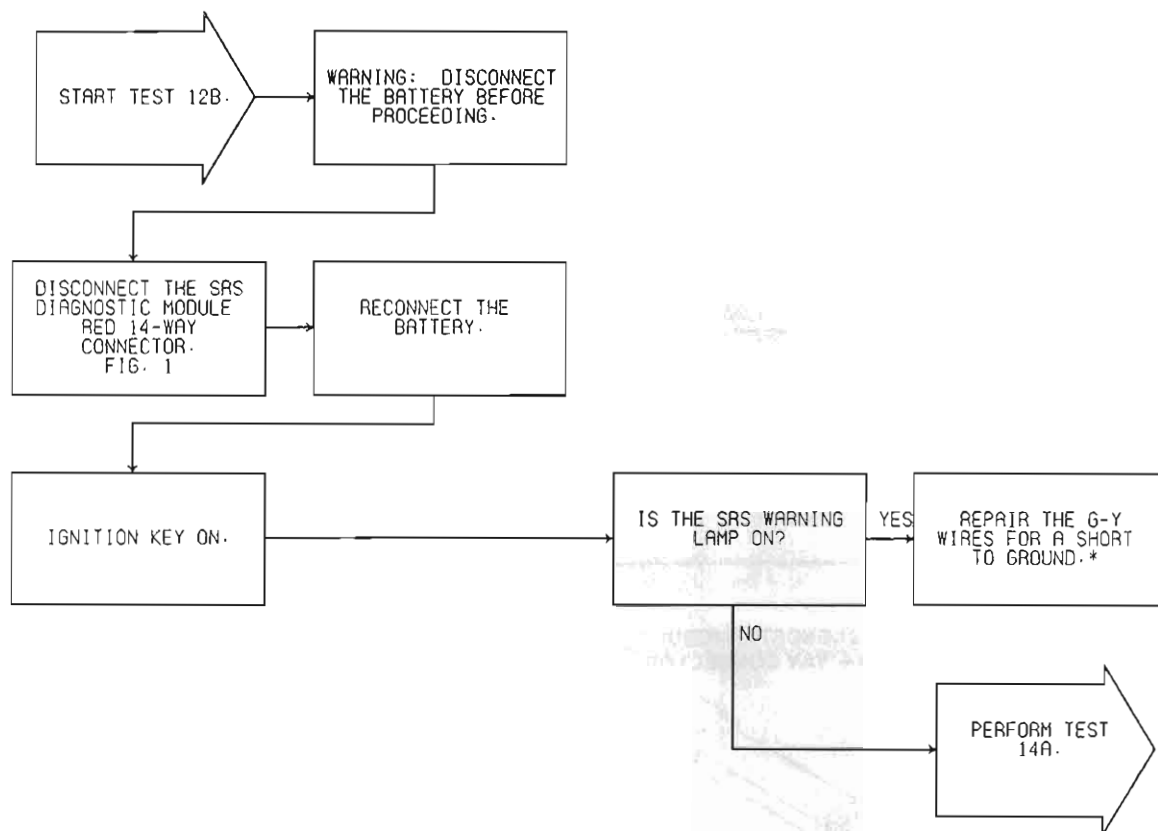 START TEST 12B.
WARNING: DISCONNECT
THE BATTERY BEFORE
PROCEEDING.
DISCONNECT THE SRS
DIAGNOSTIC MODULE
RED 14-WAY
CONNECTOR.
FIG. 1
RECONNECT THE
BATTERY.
IGNITION KEY ON.
IS THE SRS WARNING
LAMP ON?
YES
REPAIR THE G-Y
WIRES FOR A SHORT
TO GROUND.*
NO
PERFORM TEST
14A.